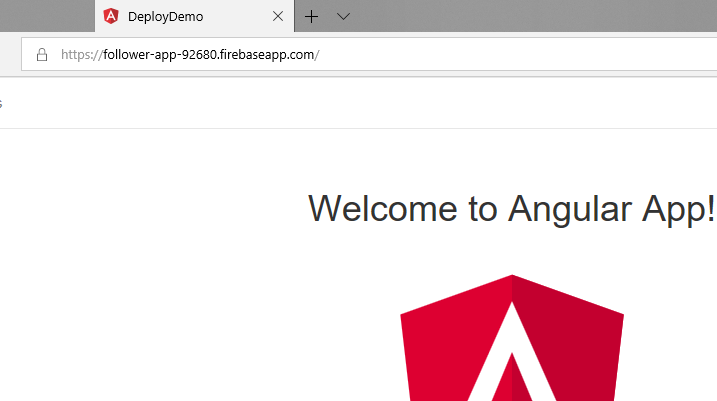 DeployDemo
https://follower-app-92680.firebaseapp.com/
s
Welcome to Angular App!